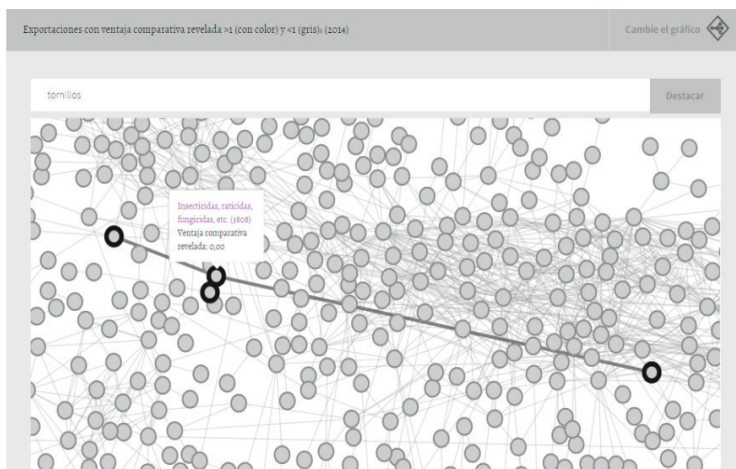 Exportaciones con ventaja comparativa revelada >1 (con color) y <1 (gris): (2014)
Cambie el gráfico
tornillos
Destacar
Insecticidas, raticidas,
fungicidas, etc. (3808)
Ventaja comparativa
revelada: 0,00